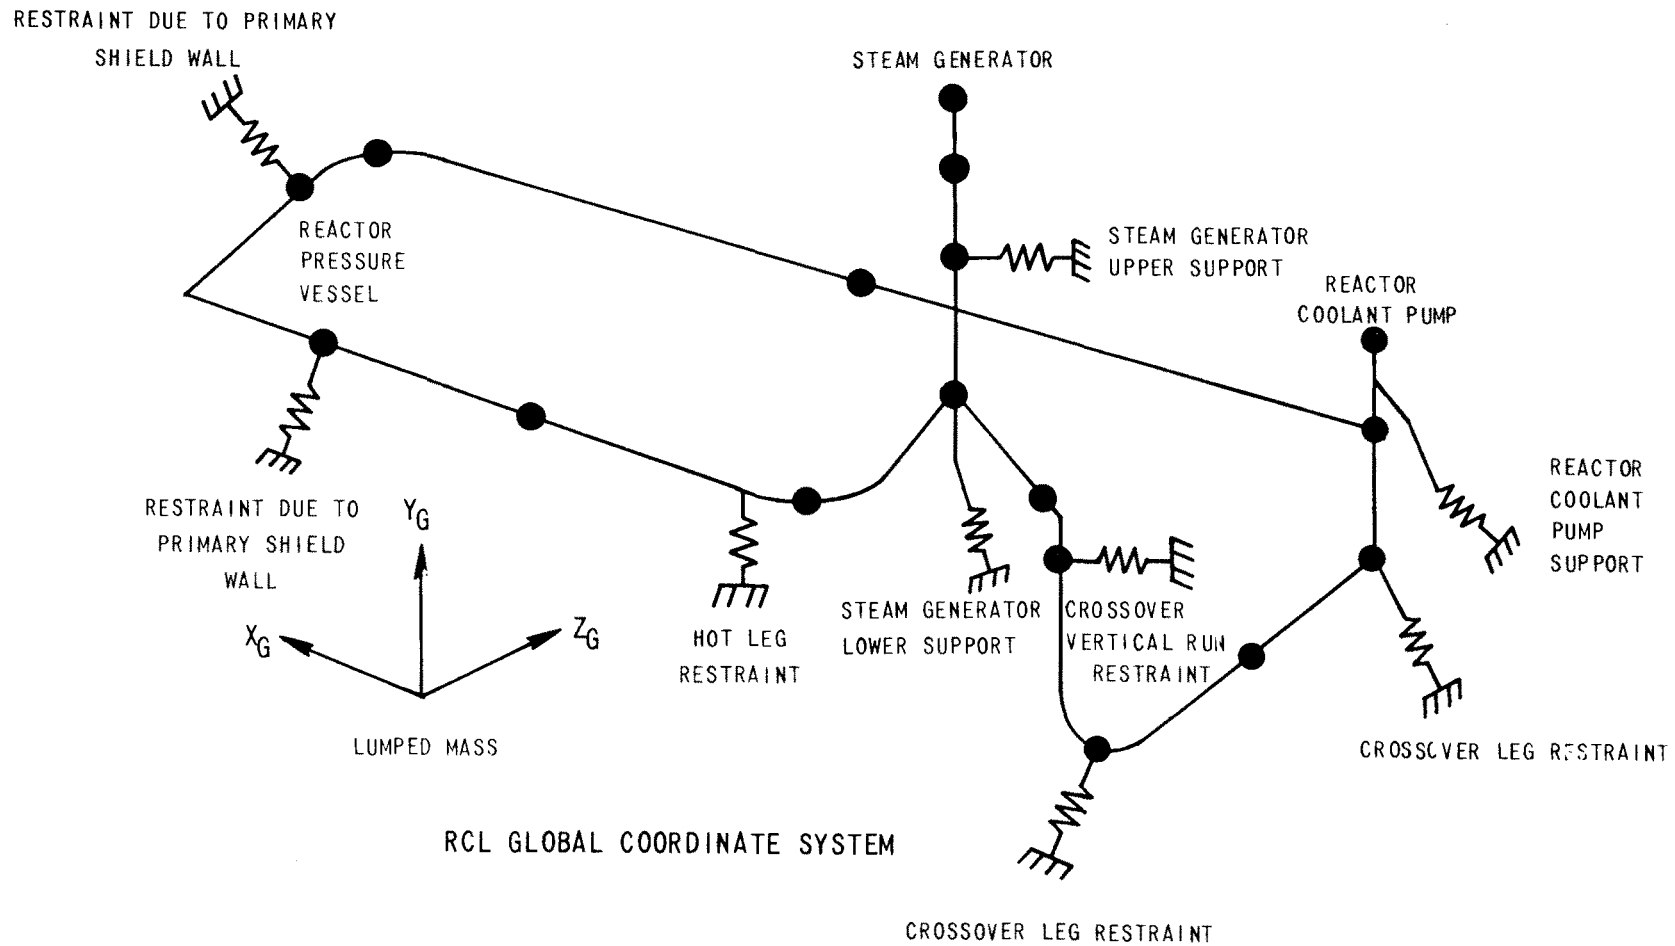 RESTRAINT DUE TO PRIMARY
SHIELD WALL
STEAM GENERATOR
REACTOR
PRESSURE
VESSEL
STEAM GENERATOR
UPPER SUPPORT
REACTOR
COOLANT PUMP
REACTOR
COOLANT
PUMP
SUPPORT
RESTRAINT DUE TO
PRIMARY SHIELD
WALL
YG
XG
ZG
HOT LEG
RESTRAINT
STEAM GENERATOR
LOWER SUPPORT
CROSSOVER
VERTICAL RUN
RESTRAINT
LUMPED MASS
CROSSOVER LEG RESTRAINT
RCL GLOBAL COORDINATE SYSTEM
CROSSOVER LEG RESTRAINT